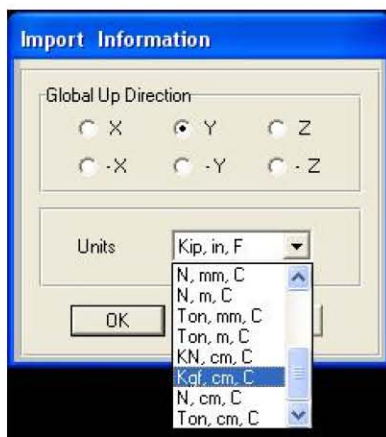 Import Information
Global Up Direction
X Y Z
-X -Y -Z
Units Kip, in, F
N, mm, C
N, m, C
Ton, mm, C
Ton, m, C
KN, cm, C
OK
Kgf, cm, C
N, cm, C
Ton, cm, C